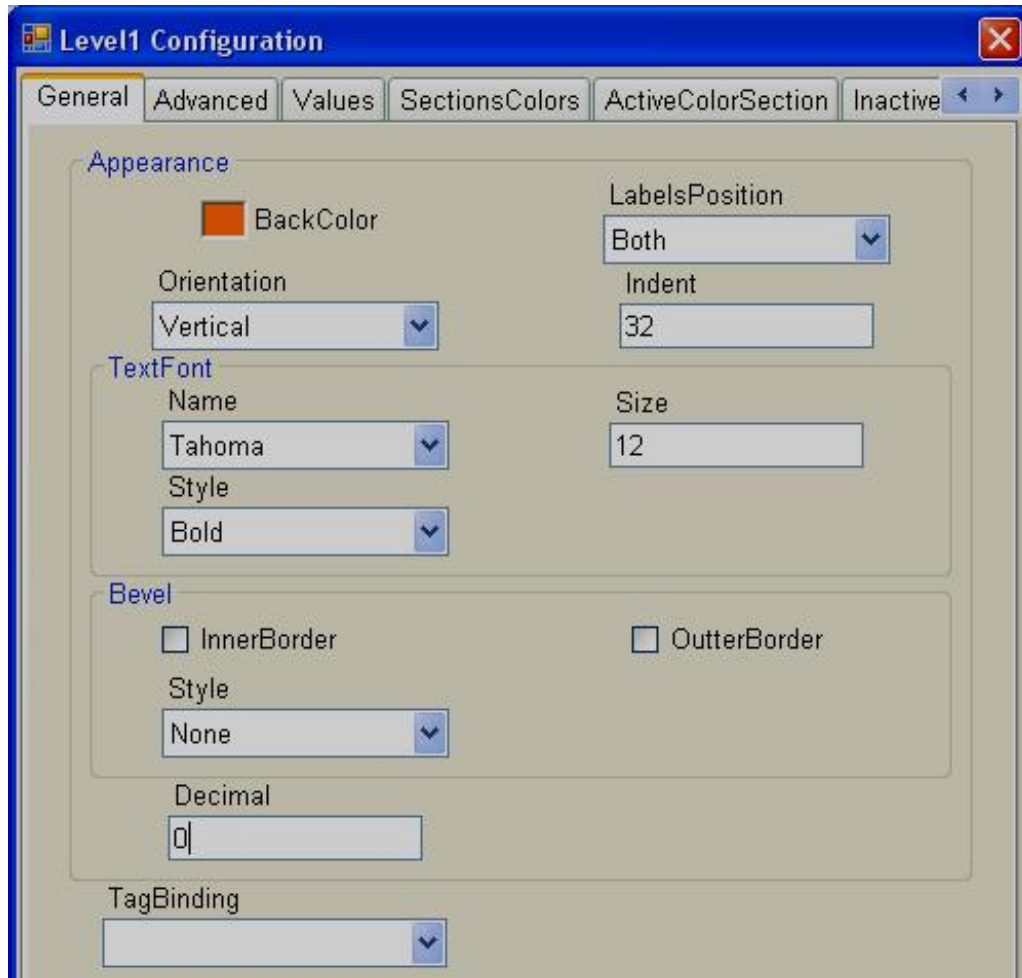 Level1 Configuration
General Advanced Values SectionsColors ActiveColorSection Inactive
Appearance
BackColor
LabelsPosition
Both
Orientation
Indent
Vertical
32
TextFont
Name
Size
Tahoma
12
Style
Bold
Bevel
InnerBorder
OutterBorder
Style
None
Decimal
0
TagBinding